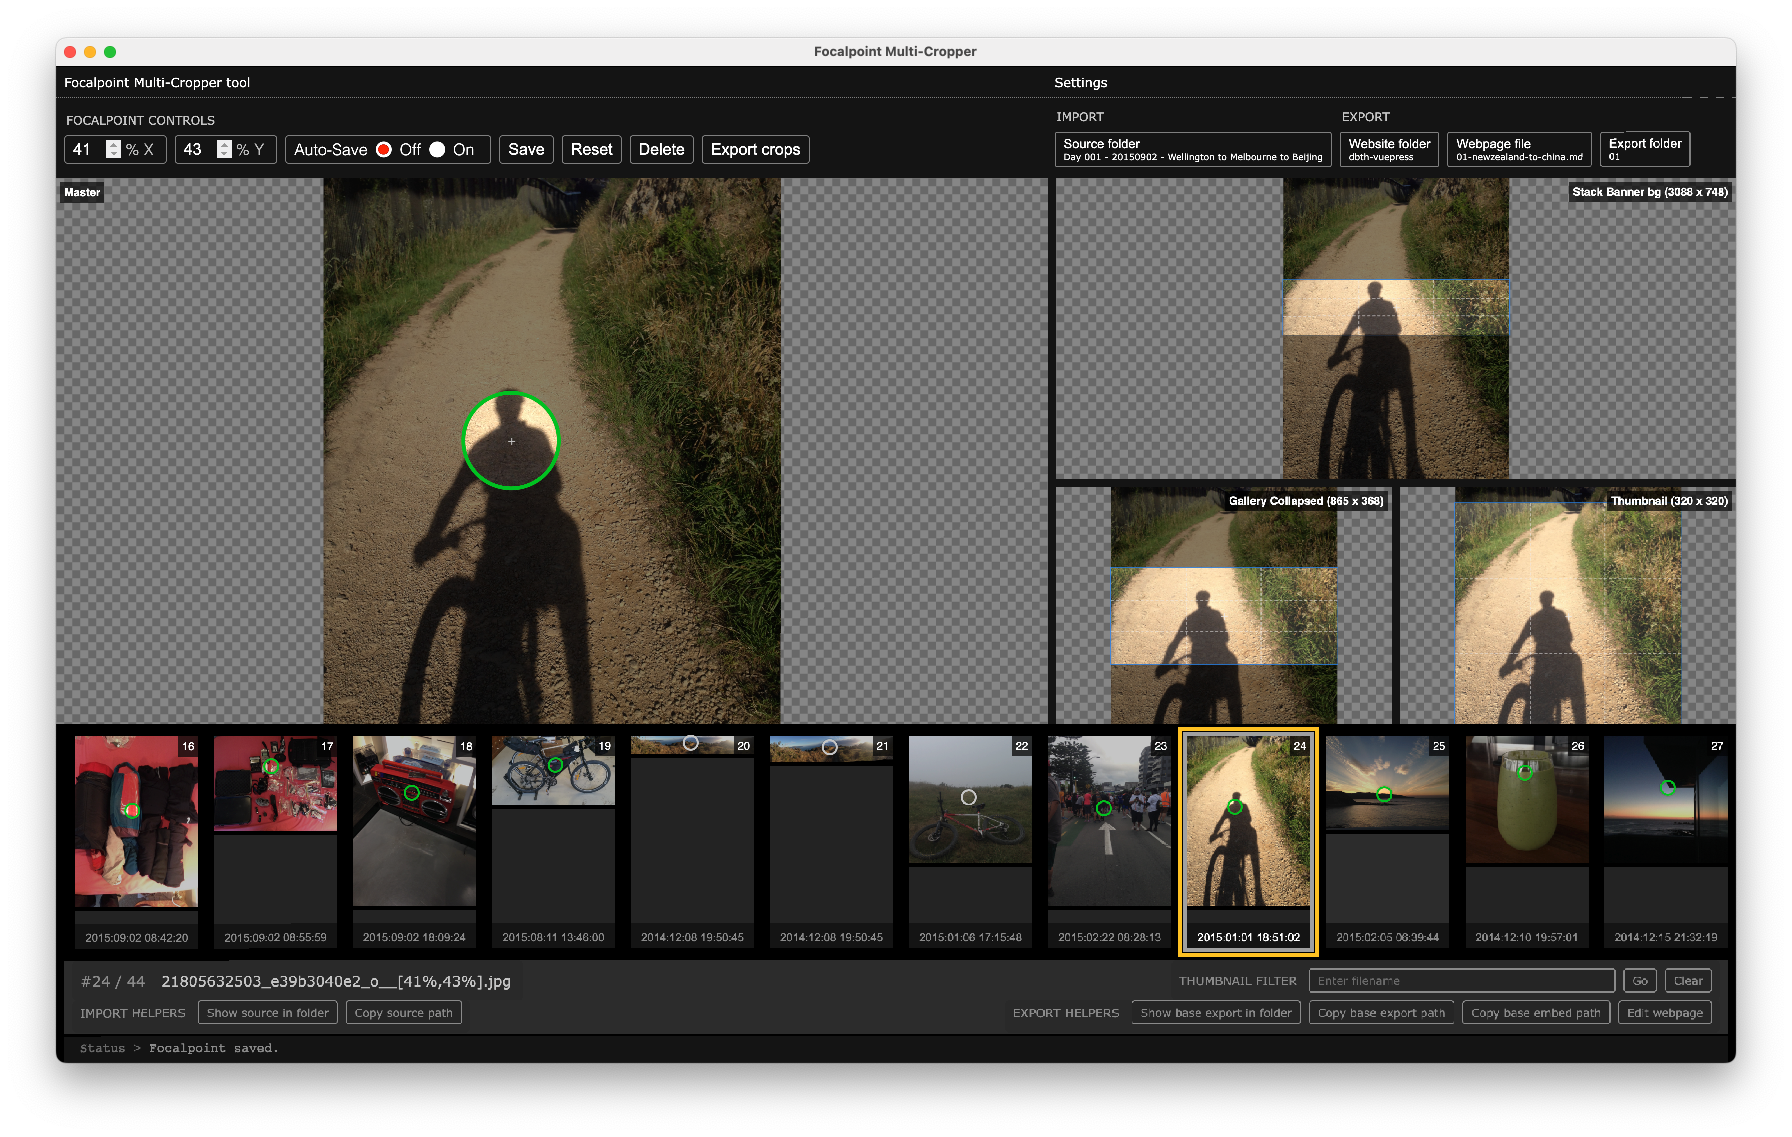 Focalpoint Multi-Cropper
Focalpoint Multi-Cropper tool
Settings
FOCALPOINT CONTROLS
41 % X
43 % Y
Auto-Save Off On
Save
Reset
Delete
Export crops
IMPORT
EXPORT
Source folder
Day 001 - 20150902 - Wellington to Melbourne to Beijing
Website folder
dbth-vuepress
Webpage file
01-newzealand-to-china.md
Export folder
01
Master
Stack Banner bg (3088 x 748)
Gallery Collapsed (865 x 368)
Thumbnail (320 x 320)
16
17
18
19
20
21
22
23
24
25
26
27
2015:09:02 08:42:20
2015:09:02 08:55:59
2015:09:02 18:09:24
2015:08:11 13:46:00
2014:12:08 19:50:45
2014:12:08 19:50:45
2015:01:06 17:15:48
2015:02:22 08:28:13
2015:01:01 18:51:02
2015:02:05 06:39:44
2014:12:10 19:57:01
2014:12:15 21:32:19
#24 / 44 21805632503_e39b3040e2_o__[41%,43%].jpg
THUMBNAIL FILTER
Enter filename
Go
Clear
IMPORT HELPERS
Show source in folder
Copy source path
EXPORT HELPERS
Show base export in folder
Copy base export path
Copy base embed path
Edit webpage
Status > Focalpoint saved.